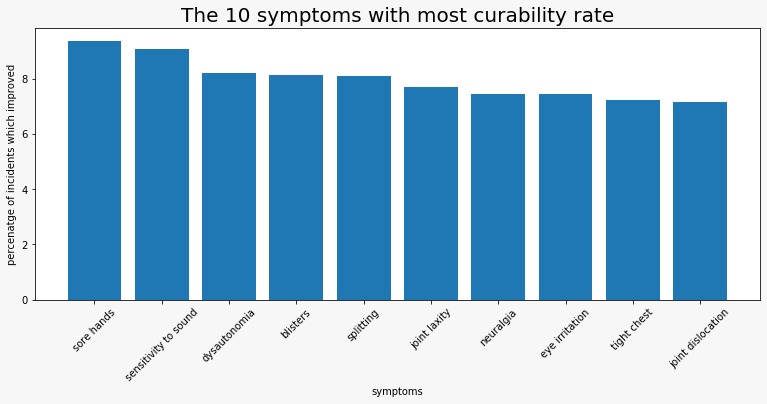 The 10 symptoms with most curability rate
percenatge of incidents which improved
8
6
4
2
0
sore hands
sensitivity to sound
dysautonomia
blisters
splitting
joint laxity
neuralgia
eye irritation
tight chest
joint dislocation
symptoms